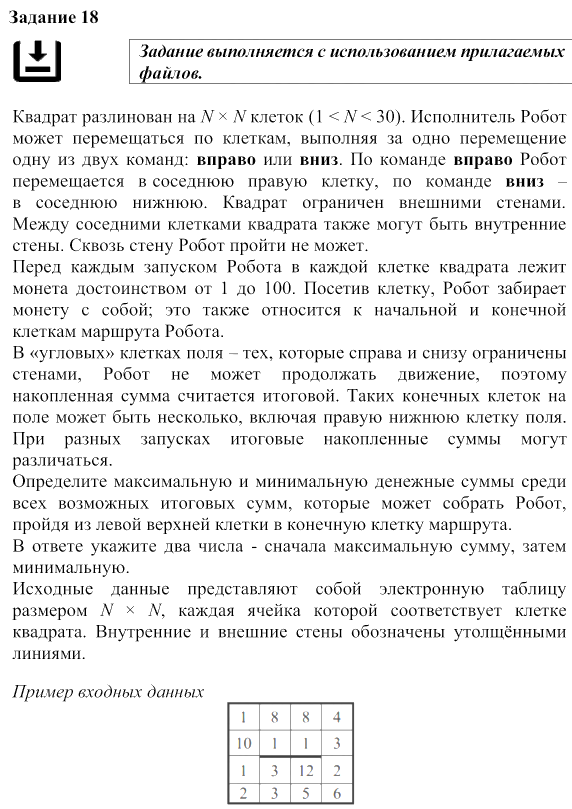 Задание 18
Задание выполняется с использованием прилагаемых
файлов.
Квадрат разлинован на N × N клеток (1 < N < 30). Исполнитель Робот
может перемещаться по клеткам, выполняя за одно перемещение
одну из двух команд: вправо или вниз. По команде вправо Робот
перемещается в соседнюю правую клетку, по команде вниз –
в соседнюю нижнюю. Квадрат ограничен внешними стенами.
Между соседними клетками квадрата также могут быть внутренние
стены. Сквозь стену Робот пройти не может.
Перед каждым запуском Робота в каждой клетке квадрата лежит
монета достоинством от 1 до 100. Посетив клетку, Робот забирает
монету с собой; это также относится к начальной и конечной
клеткам маршрута Робота.
В «угловых» клетках поля – тех, которые справа и снизу ограничены
стенами, Робот не может продолжать движение, поэтому
накопленная сумма считается итоговой. Таких конечных клеток на
поле может быть несколько, включая правую нижнюю клетку поля.
При разных запусках итоговые накопленные суммы могут
различаться.
Определите максимальную и минимальную денежные суммы среди
всех возможных итоговых сумм, которые может собрать Робот,
пройдя из левой верхней клетки в конечную клетку маршрута.
В ответе укажите два числа - сначала максимальную сумму, затем
минимальную.
Исходные данные представляют собой электронную таблицу
размером N × N, каждая ячейка которой соответствует клетке
квадрата. Внутренние и внешние стены обозначены утолщёнными
линиями.
Пример входных данных
1 8 8 4
10 1 1 3
1 3 12 2
2 3 5 6